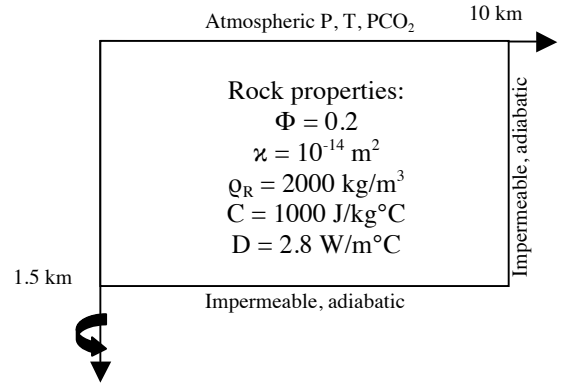 10 km
Atmospheric P, T, PCO₂
Rock properties:
Φ = 0.2
ϰ = 10⁻¹⁴ m²
ϱ_R = 2000 kg/m³
C = 1000 J/kg°C
D = 2.8 W/m°C
Impermeable, adiabatic
1.5 km
Impermeable, adiabatic